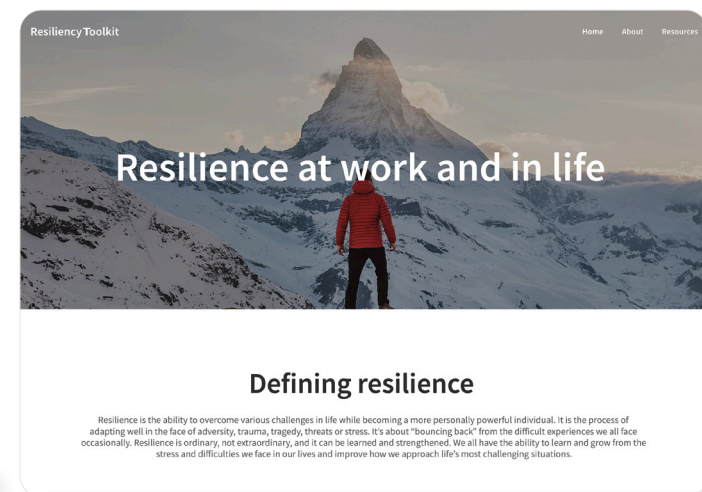 Resiliency Toolkit
Home About Resources
Resilience at work and in life
Defining resilience
Resilience is the ability to overcome various challenges in life while becoming a more personally powerful individual. It is the process of
adapting well in the face of adversity, trauma, tragedy, threats or stress. It's about “bouncing back” from the difficult experiences we all face
occasionally. Resilience is ordinary, not extraordinary, and it can be learned and strengthened. We all have the ability to learn and grow from the
stress and difficulties we face in our lives and improve how we approach life's most challenging situations.